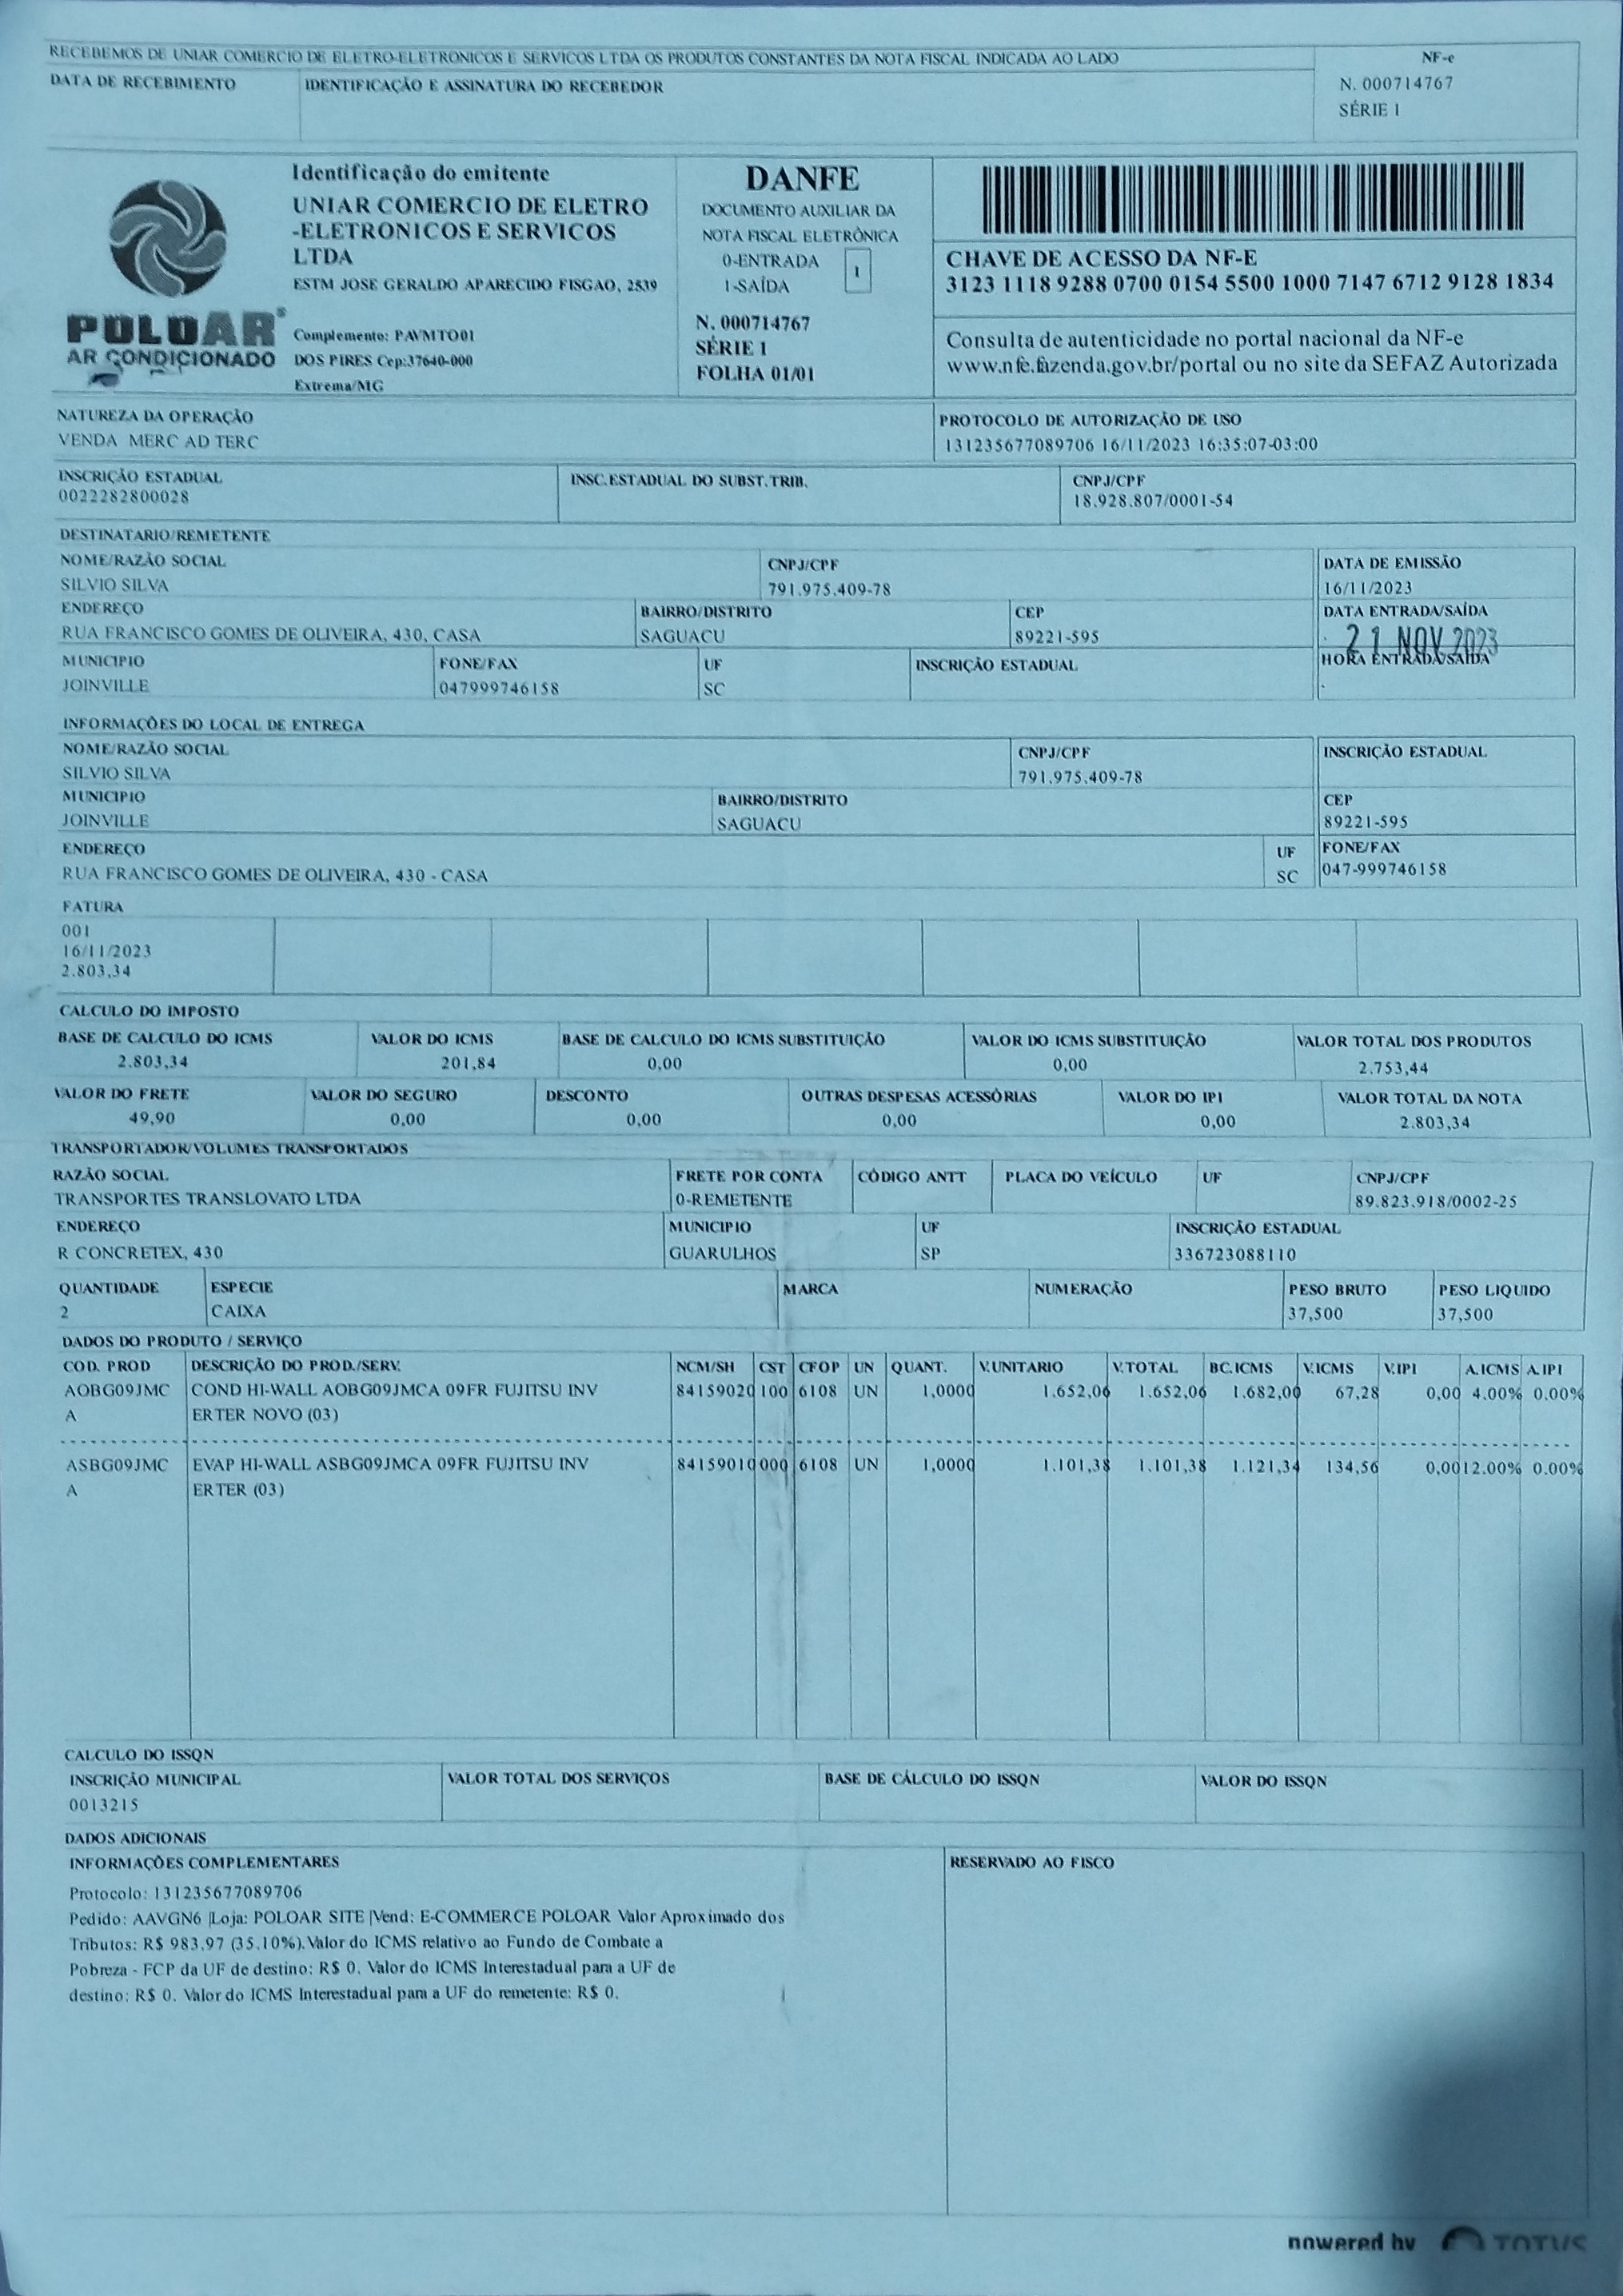 RECEBEMOS DE UNIAR COMERCIO DE ELETRO-ELETRONICOS E SERVICOS LTDA OS PRODUTOS CONSTANTES DA NOTA FISCAL INDICADA AO LADO
NF-e
DATA DE RECEBIMENTO
IDENTIFICAÇÃO E ASSINATURA DO RECEBEDOR
N. 000714767
SÉRIE 1
POLOAR®
AR CONDICIONADO
Identificação do emitente
UNIAR COMERCIO DE ELETRO
-ELETRONICOS E SERVICOS
LTDA
ESTM JOSE GERALDO APARECIDO FISGAO, 2539
Complemento: PAVMTO01
DOS PIRES Cep:37640-000
Extrema/MG
DANFE
DOCUMENTO AUXILIAR DA
NOTA FISCAL ELETRÔNICA
0-ENTRADA
1-SAÍDA
1
N. 000714767
SÉRIE 1
FOLHA 01/01
CHAVE DE ACESSO DA NF-E
3123 1118 9288 0700 0154 5500 1000 7147 6712 9128 1834
Consulta de autenticidade no portal nacional da NF-e
www.nfe.fazenda.gov.br/portal ou no site da SEFAZ Autorizada
NATUREZA DA OPERAÇÃO
VENDA MERC AD TERC
PROTOCOLO DE AUTORIZAÇÃO DE USO
131235677089706 16/11/2023 16:35:07-03:00
INSCRIÇÃO ESTADUAL
0022282800028
INSC.ESTADUAL DO SUBST.TRIB.
CNPJ/CPF
18.928.807/0001-54
DESTINATARIO/REMETENTE
NOME/RAZÃO SOCIAL
SILVIO SILVA
CNPJ/CPF
791.975.409-78
DATA DE EMISSÃO
16/11/2023
ENDEREÇO
RUA FRANCISCO GOMES DE OLIVEIRA, 430, CASA
BAIRRO/DISTRITO
SAGUACU
CEP
89221-595
DATA ENTRADA/SAÍDA
21 NOV 2023
MUNICIPIO
JOINVILLE
FONE/FAX
047999746158
UF
SC
INSCRIÇÃO ESTADUAL
HORA ENTRADA/SAÍDA
INFORMAÇÕES DO LOCAL DE ENTREGA
NOME/RAZÃO SOCIAL
SILVIO SILVA
CNPJ/CPF
791.975.409-78
INSCRIÇÃO ESTADUAL
MUNICIPIO
JOINVILLE
BAIRRO/DISTRITO
SAGUACU
CEP
89221-595
ENDEREÇO
RUA FRANCISCO GOMES DE OLIVEIRA, 430 - CASA
UF
SC
FONE/FAX
047-999746158
FATURA
001
16/11/2023
2.803,34
CALCULO DO IMPOSTO
BASE DE CALCULO DO ICMS
2.803,34
VALOR DO ICMS
201,84
BASE DE CALCULO DO ICMS SUBSTITUIÇÃO
0,00
VALOR DO ICMS SUBSTITUIÇÃO
0,00
VALOR TOTAL DOS PRODUTOS
2.753,44
VALOR DO FRETE
49,90
VALOR DO SEGURO
0,00
DESCONTO
0,00
OUTRAS DESPESAS ACESSÓRIAS
0,00
VALOR DO IPI
0,00
VALOR TOTAL DA NOTA
2.803,34
TRANSPORTADOR/VOLUMES TRANSPORTADOS
RAZÃO SOCIAL
TRANSPORTES TRANSLOVATO LTDA
FRETE POR CONTA
0-REMETENTE
CÓDIGO ANTT
PLACA DO VEÍCULO
UF
CNPJ/CPF
89.823.918/0002-25
ENDEREÇO
R CONCRETEX, 430
MUNICIPIO
GUARULHOS
UF
SP
INSCRIÇÃO ESTADUAL
336723088110
QUANTIDADE
2
ESPECIE
CAIXA
MARCA
NUMERAÇÃO
PESO BRUTO
37,500
PESO LIQUIDO
37,500
DADOS DO PRODUTO / SERVIÇO
COD. PROD DESCRIÇÃO DO PROD./SERV. NCM/SH CST CFOP UN QUANT. V.UNITARIO V.TOTAL BC.ICMS V.ICMS V.IPI A.ICMS A.IPI
AOBG09JMC COND HI-WALL AOBG09JMCA 09FR FUJITSU INV 84159020 100 6108 UN 1,0000 1.652,06 1.652,06 1.682,00 67,28 0,00 4.00% 0.00%
A ERTER NOVO (03)
ASBG09JMC EVAP HI-WALL ASBG09JMCA 09FR FUJITSU INV 84159010 000 6108 UN 1,0000 1.101,38 1.101,38 1.121,34 134,56 0,00 12.00% 0.00%
A ERTER (03)
CALCULO DO ISSQN
INSCRIÇÃO MUNICIPAL
0013215
VALOR TOTAL DOS SERVIÇOS
BASE DE CÁLCULO DO ISSQN
VALOR DO ISSQN
DADOS ADICIONAIS
INFORMAÇÕES COMPLEMENTARES
Protocolo: 131235677089706
Pedido: AAVGN6 |Loja: POLOAR SITE |Vend: E-COMMERCE POLOAR Valor Aproximado dos
Tributos: R$ 983,97 (35.10%).Valor do ICMS relativo ao Fundo de Combate a
Pobreza - FCP da UF de destino: R$ 0. Valor do ICMS Interestadual para a UF de
destino: R$ 0. Valor do ICMS Interestadual para a UF do remetente: R$ 0.
RESERVADO AO FISCO
powered by TOTVS